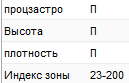 процзастро П
Высота П
плотность П
Индекс зоны 23-200